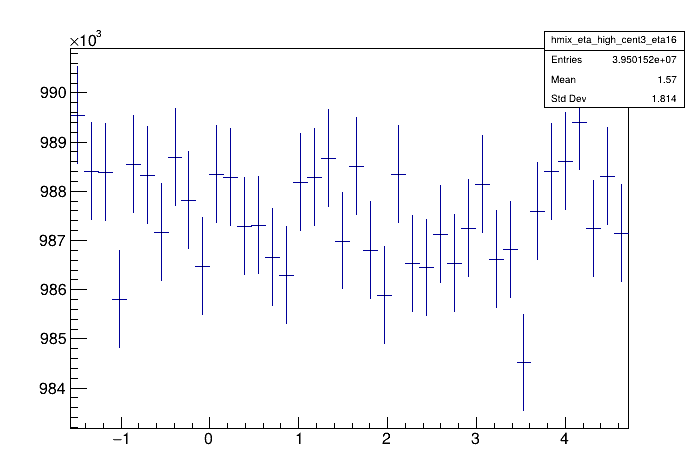 ×10³
hmix_eta_high_cent3_eta16
Entries 3.950152e+07
Mean 1.57
Std Dev 1.814
990
989
988
987
986
985
984
−1 0 1 2 3 4